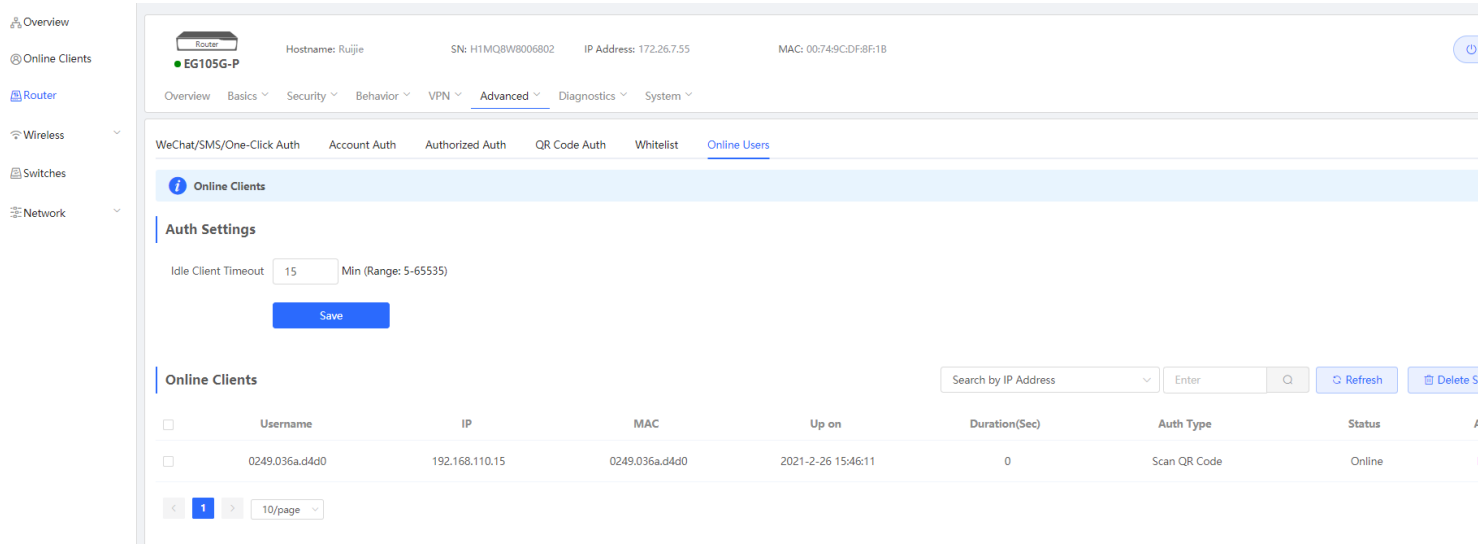 Overview
Online Clients
Router
Wireless
Switches
Network
Router
EG105G-P
Hostname: Ruijie SN: H1MQ8W8006802 IP Address: 172.26.7.55 MAC: 00:74:9C:DF:8F:1B
Overview Basics Security Behavior VPN Advanced Diagnostics System
WeChat/SMS/One-Click Auth Account Auth Authorized Auth QR Code Auth Whitelist Online Users
Online Clients
Auth Settings
Idle Client Timeout 15 Min (Range: 5-65535)
Save
Online Clients Search by IP Address Enter Refresh Delete S
Username IP MAC Up on Duration(Sec) Auth Type Status
0249.036a.d4d0 192.168.110.15 0249.036a.d4d0 2021-2-26 15:46:11 0 Scan QR Code Online
1 10/page